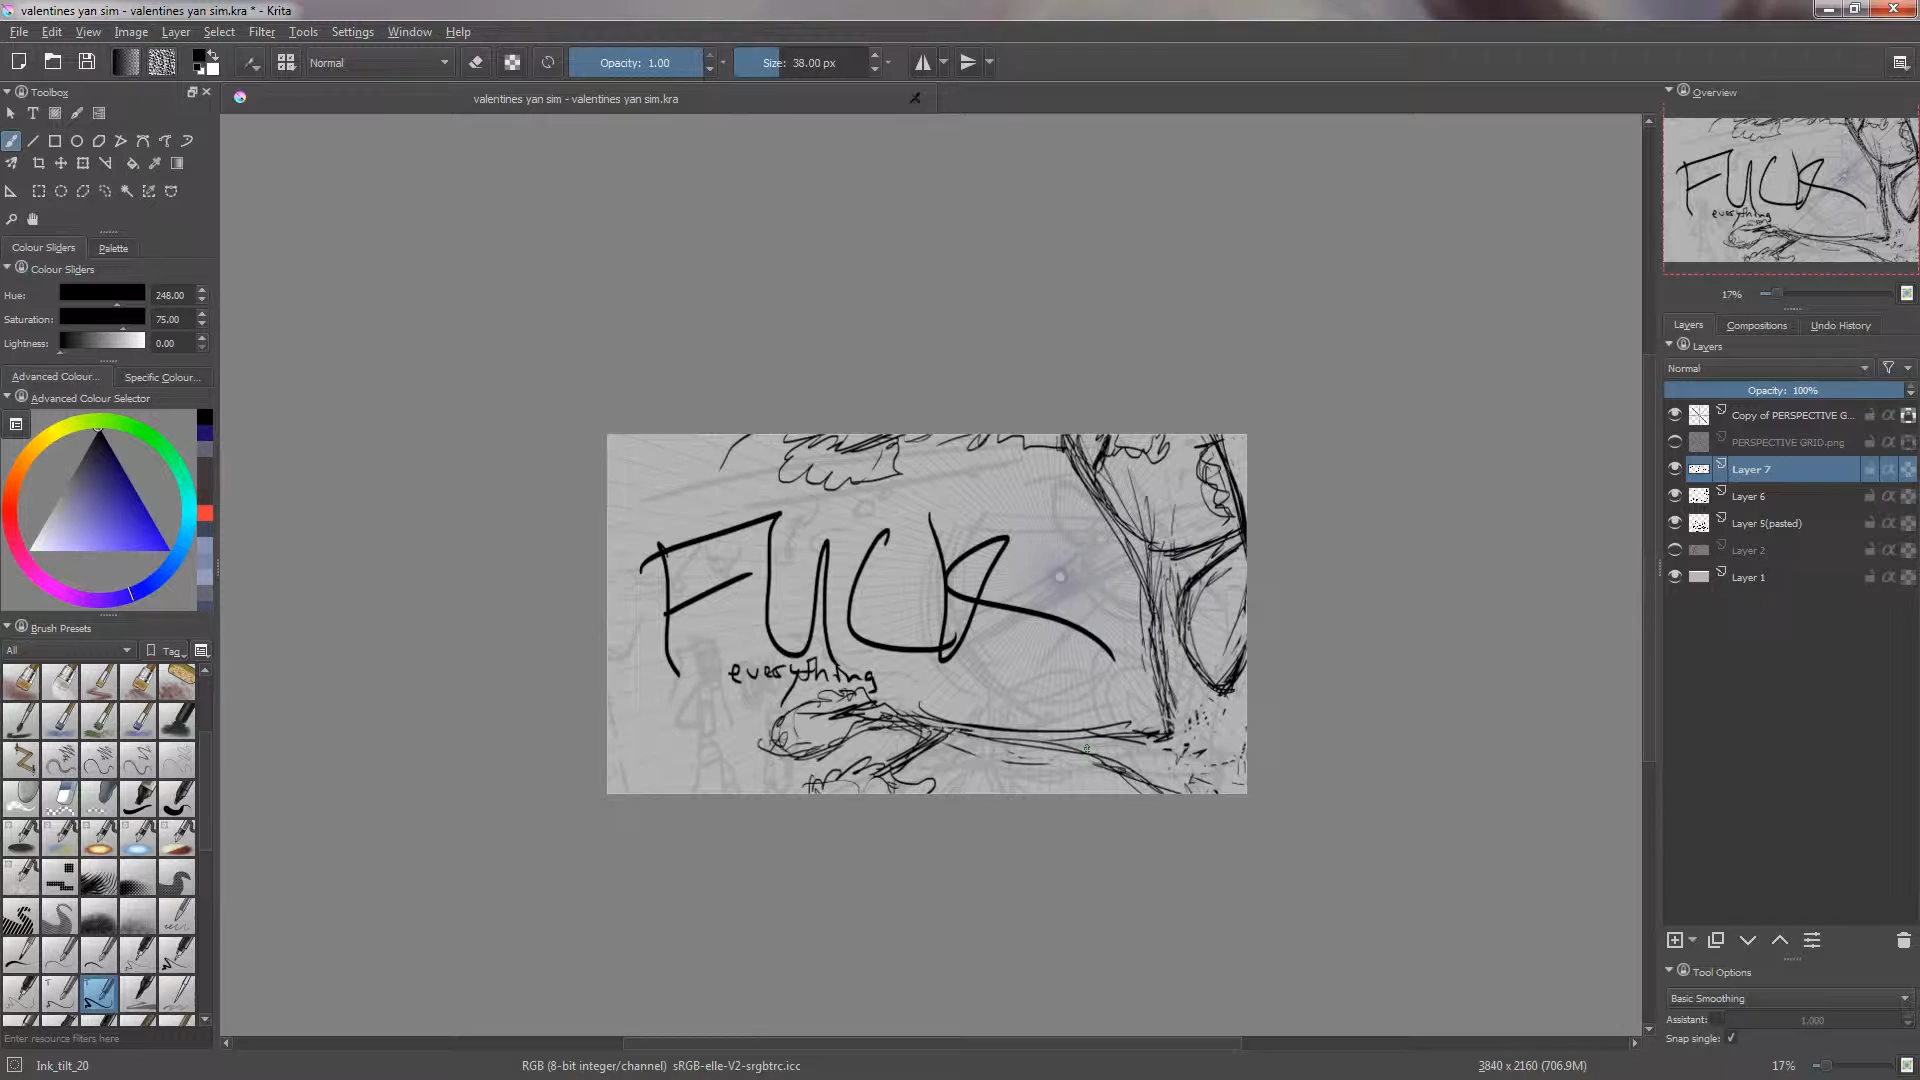 valentines yan sim - valentines yan sim.kra * - Krita
File Edit View Image Layer Select Filter Tools Settings Window Help
Normal
Opacity: 1.00
Size: 38.00 px
Toolbox
valentines yan sim - valentines yan sim.kra
Overview
17%
Colour Sliders Palette
Colour Sliders
Hue: 248.00
Saturation: 75.00
Lightness: 0.00
Advanced Colour... Specific Colour...
Advanced Colour Selector
Brush Presets
All
Tag
Enter resource filters here
FUCK
everything
Layers Compositions Undo History
Layers
Normal
Opacity: 100%
Copy of PERSPECTIVE G...
PERSPECTIVE GRID.png
Layer 7
Layer 6
Layer 5(pasted)
Layer 2
Layer 1
Tool Options
Basic Smoothing
Assistant: 1.000
Snap single:
Ink_tilt_20
RGB (8-bit integer/channel) sRGB-elle-V2-srgbtrc.icc
3840 x 2160 (706.9M)
17%